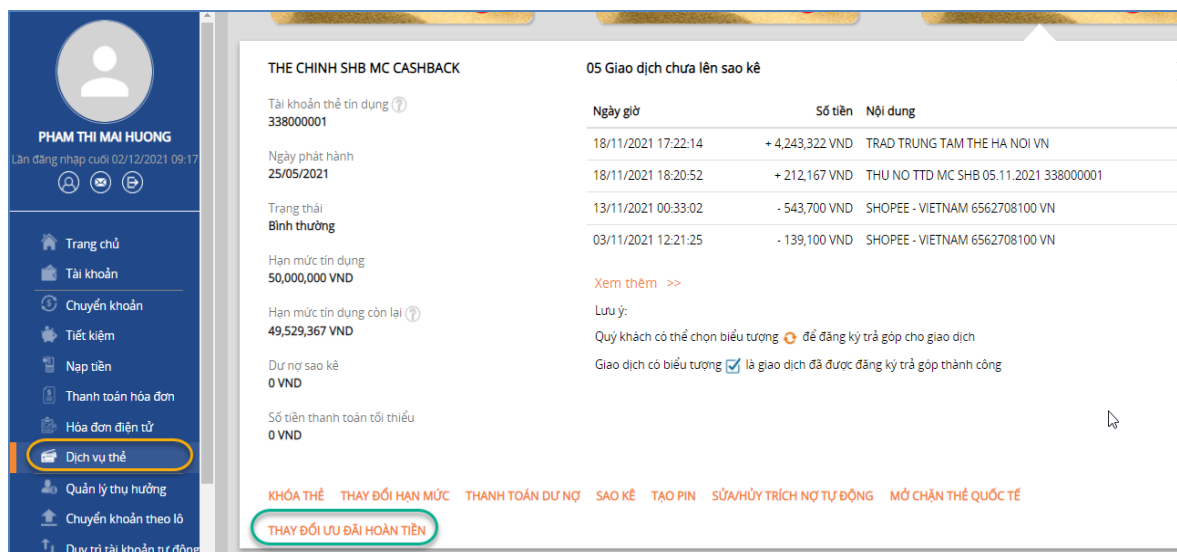 PHAM THI MAI HUONG
Lần đăng nhập cuối 02/12/2021 09:17
Trang chủ
Tài khoản
Chuyển khoản
Tiết kiệm
Nạp tiền
Thanh toán hóa đơn
Hóa đơn điện tử
Dịch vụ thẻ
Quản lý thụ hưởng
Chuyển khoản theo lô
Duy trì tài khoản tự động
THE CHINH SHB MC CASHBACK
Tài khoản thẻ tín dụng ?
338000001
Ngày phát hành
25/05/2021
Trạng thái
Bình thường
Hạn mức tín dụng
50,000,000 VND
Hạn mức tín dụng còn lại ?
49,529,367 VND
Dư nợ sao kê
0 VND
Số tiền thanh toán tối thiểu
0 VND
05 Giao dịch chưa lên sao kê
Ngày giờ Số tiền Nội dung
18/11/2021 17:22:14 + 4,243,322 VND TRAD TRUNG TAM THE HA NOI VN
18/11/2021 18:20:52 + 212,167 VND THU NO TTD MC SHB 05.11.2021 338000001
13/11/2021 00:33:02 - 543,700 VND SHOPEE - VIETNAM 6562708100 VN
03/11/2021 12:21:25 - 139,100 VND SHOPEE - VIETNAM 6562708100 VN
Xem thêm >>
Lưu ý:
Quý khách có thể chọn biểu tượng để đăng ký trả góp cho giao dịch
Giao dịch có biểu tượng là giao dịch đã được đăng ký trả góp thành công
KHÓA THẺ THAY ĐỔI HẠN MỨC THANH TOÁN DƯ NỢ SAO KÊ TẠO PIN SỬA/HỦY TRÍCH NỢ TỰ ĐỘNG MỞ CHẶN THẺ QUỐC TẾ
THAY ĐỔI ƯU ĐÃI HOÀN TIỀN